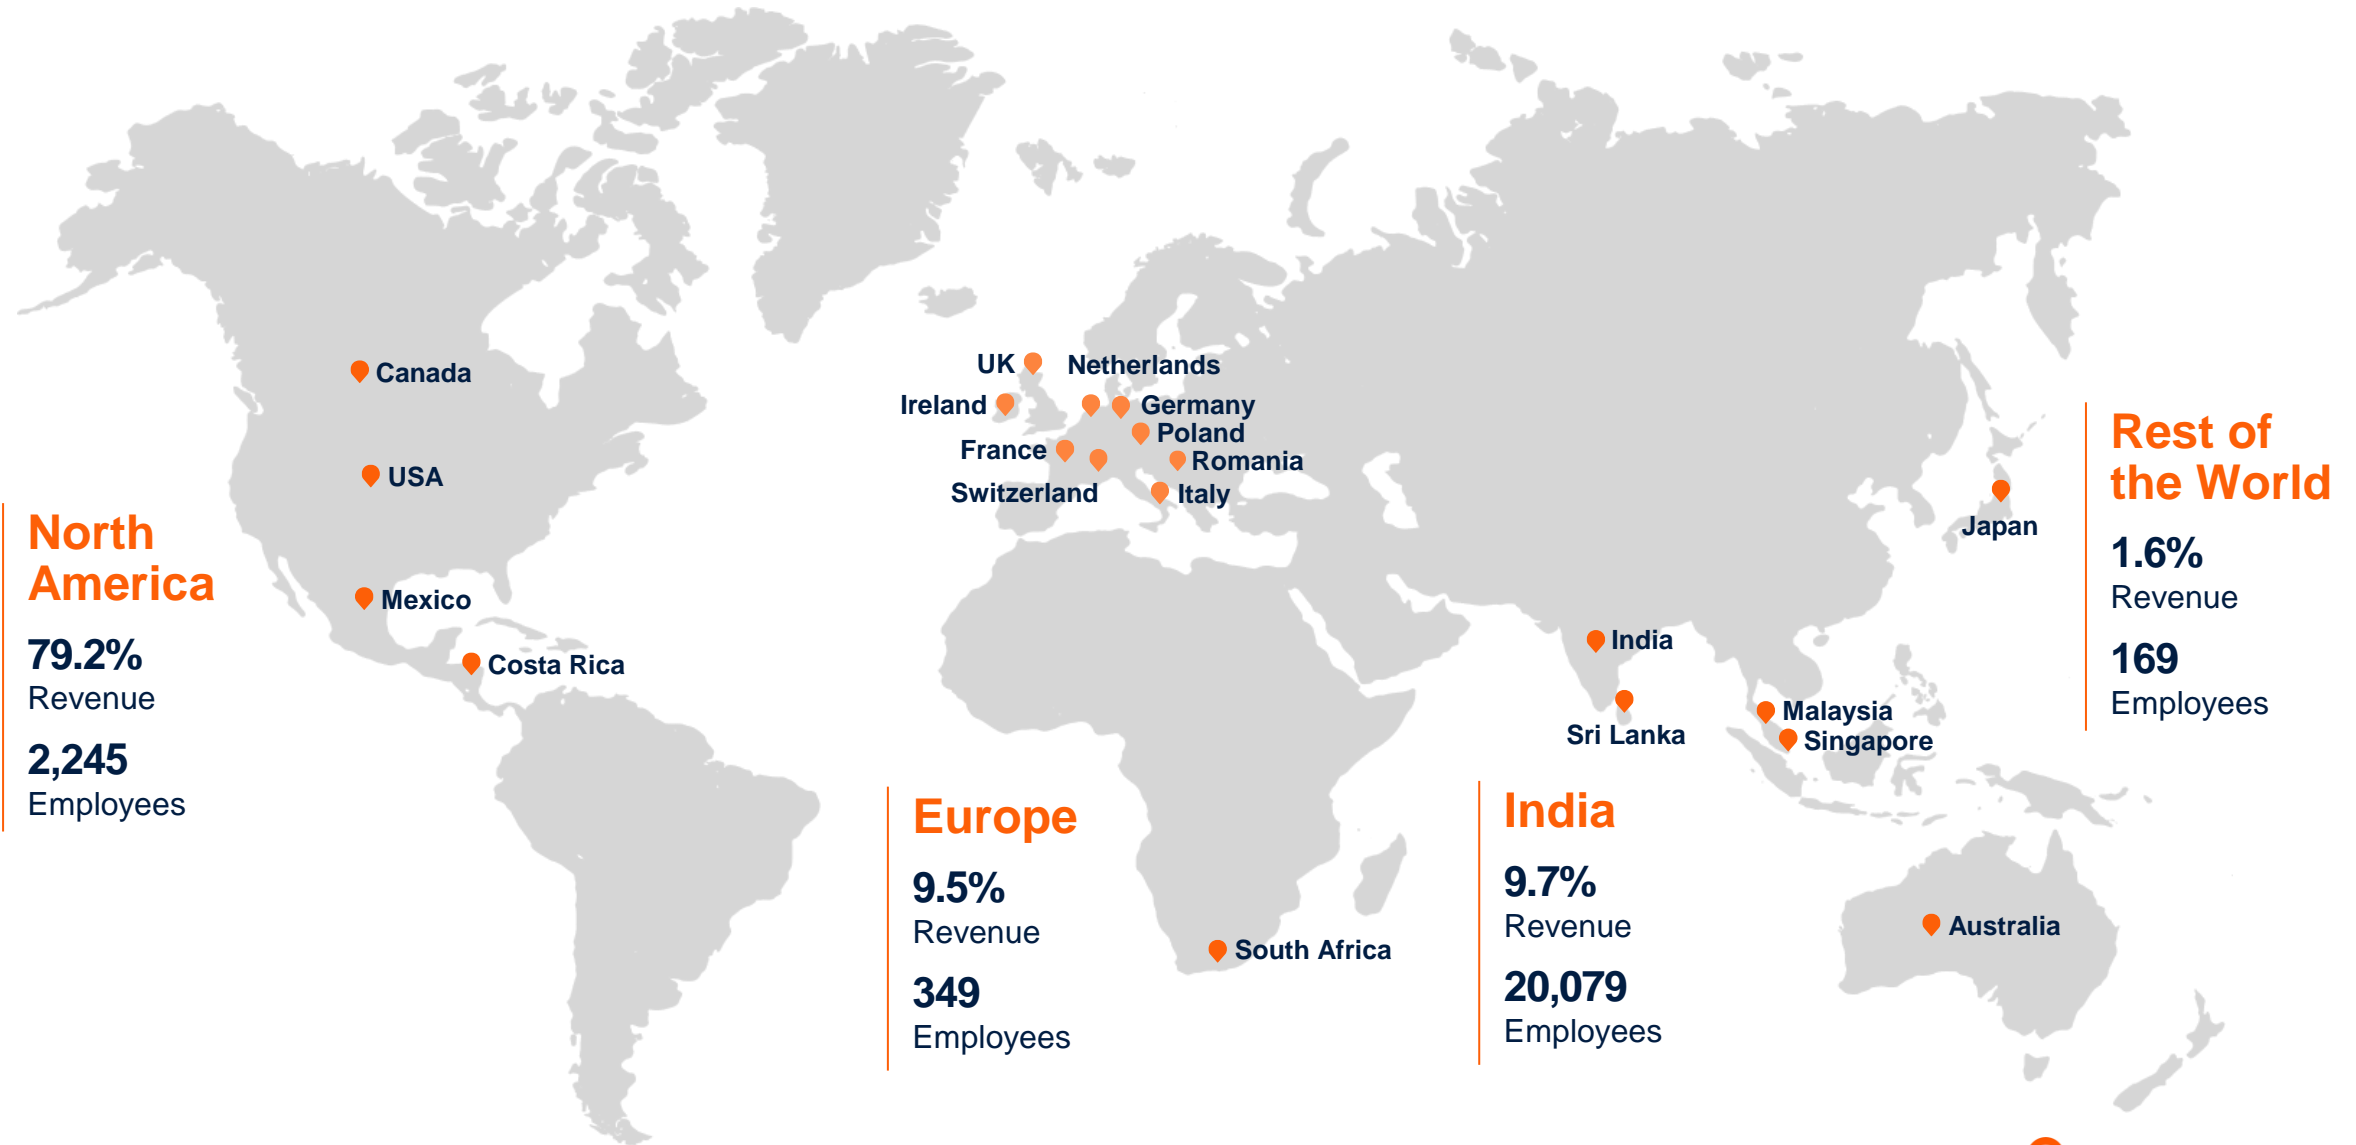 Canada
USA
North
America
79.2%
Revenue
2,245
Employees
Mexico
Costa Rica
UK
Netherlands
Ireland
Germany
Poland
France
Romania
Switzerland
Italy
Europe
9.5%
Revenue
349
Employees
South Africa
India
Sri Lanka
Malaysia
Singapore
India
9.7%
Revenue
20,079
Employees
Japan
Rest of
the World
1.6%
Revenue
169
Employees
Australia